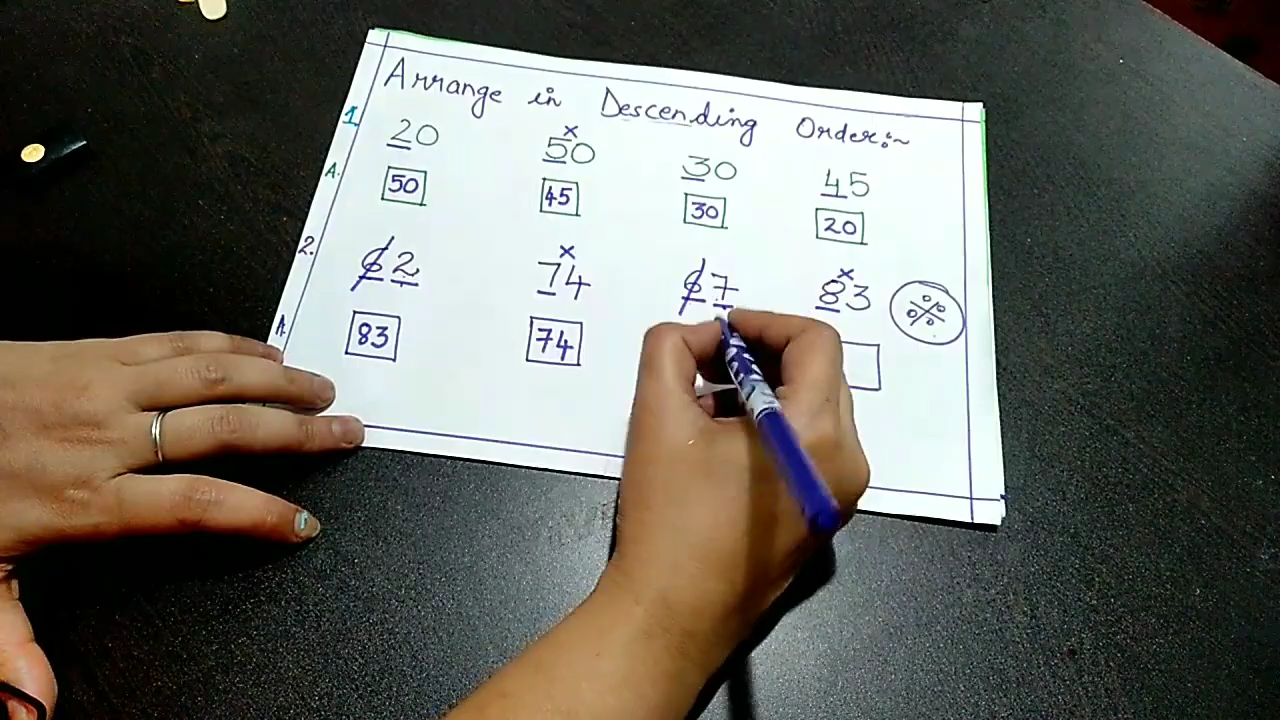 Arrange in Descending Order:~
1. 20 50 30 45
A. 50 45 30 20
2. 62 74 67 83
A. 83 74